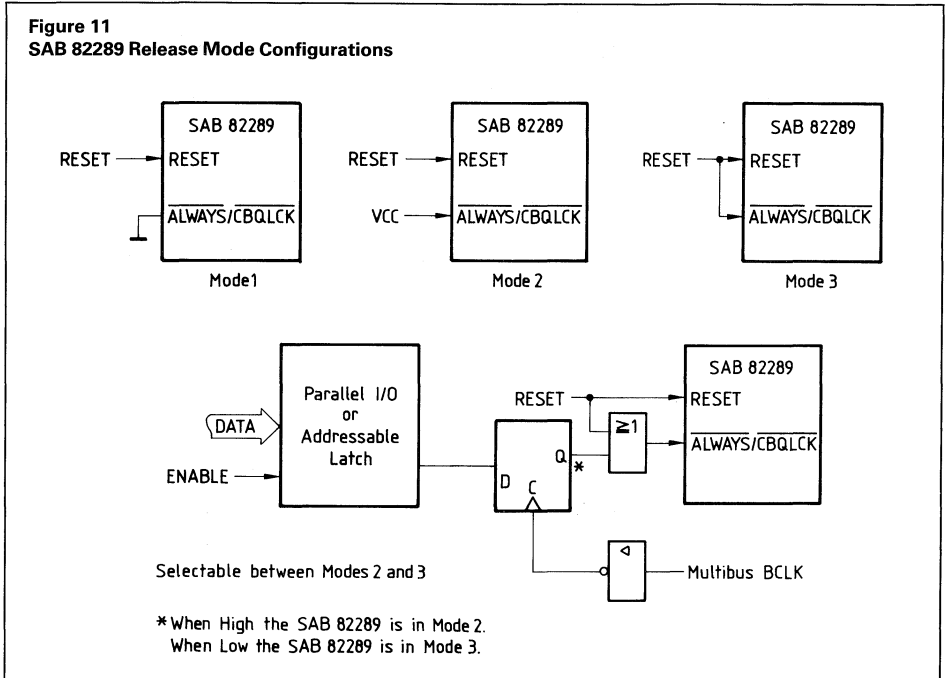 Figure 11
SAB 82289 Release Mode Configurations
SAB 82289
RESET
RESET
ALWAYS/CBQLCK
Mode1
SAB 82289
RESET
RESET
VCC
ALWAYS/CBQLCK
Mode 2
SAB 82289
RESET
RESET
ALWAYS/CBQLCK
Mode 3
Parallel I/O
or
Addressable
Latch
DATA
ENABLE
D
C
Q
*
RESET
≧1
SAB 82289
RESET
ALWAYS/CBQLCK
Multibus BCLK
Selectable between Modes 2 and 3
* When High the SAB 82289 is in Mode 2.
When Low the SAB 82289 is in Mode 3.